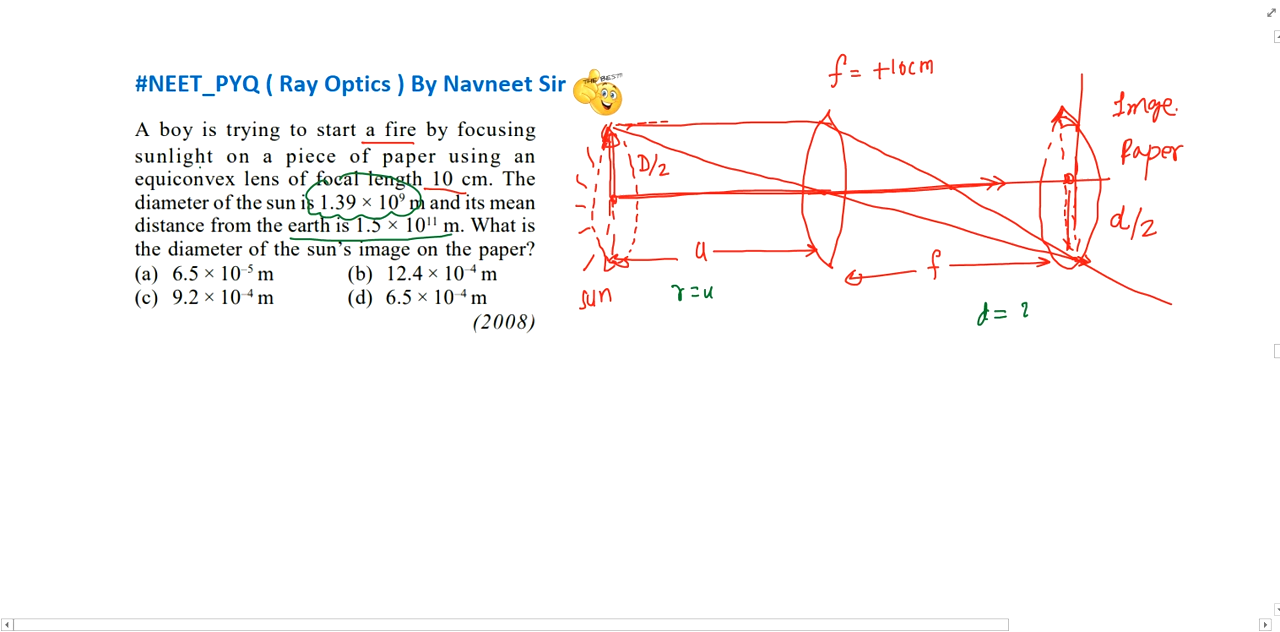 #NEET_PYQ ( Ray Optics ) By Navneet Sir
THE BEST!!
A boy is trying to start a fire by focusing
sunlight on a piece of paper using an
equiconvex lens of focal length 10 cm. The
diameter of the sun is 1.39 × 10⁹ m and its mean
distance from the earth is 1.5 × 10¹¹ m. What is
the diameter of the sun's image on the paper?
(a) 6.5 × 10⁻⁵ m (b) 12.4 × 10⁻⁴ m
(c) 9.2 × 10⁻⁴ m (d) 6.5 × 10⁻⁴ m
(2008)
f = +10cm
D/2
u
sun
r=u
f
Imge.
Paper
d/2
d= ?